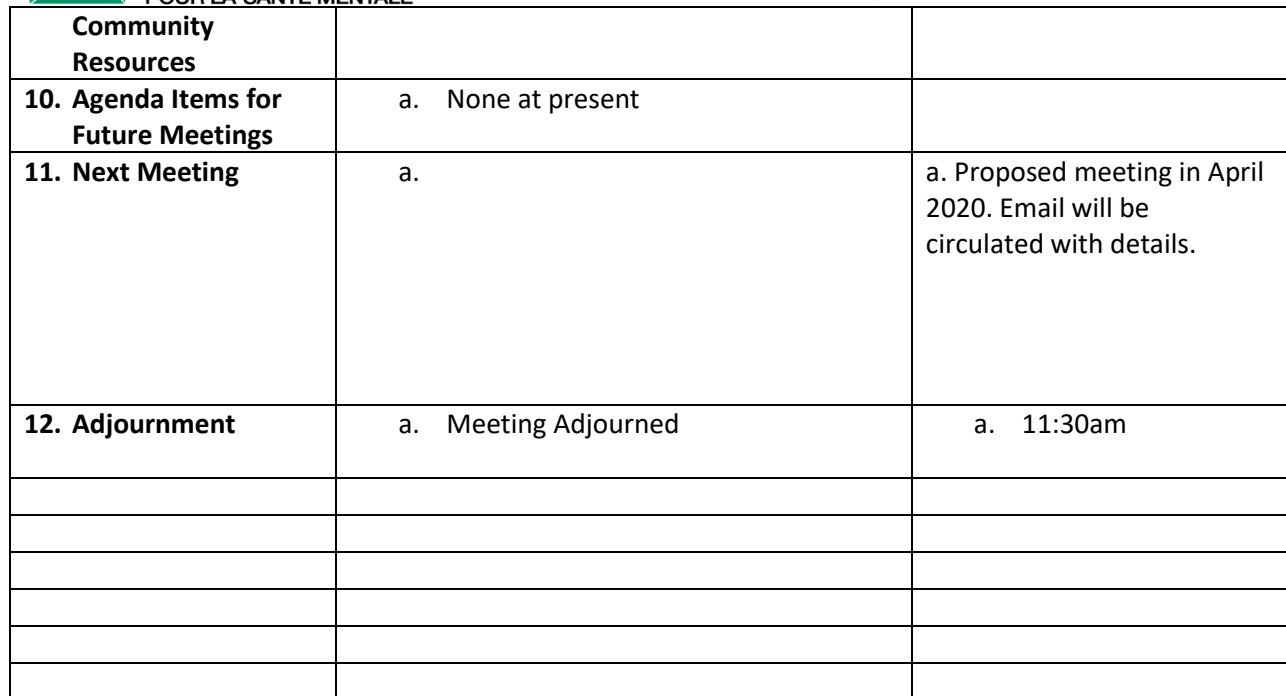 POUR LA SANTÉ MENTALE
Community
Resources
10. Agenda Items for
Future Meetings
a. None at present
11. Next Meeting
a.
a. Proposed meeting in April
2020. Email will be
circulated with details.
12. Adjournment
a. Meeting Adjourned
a. 11:30am